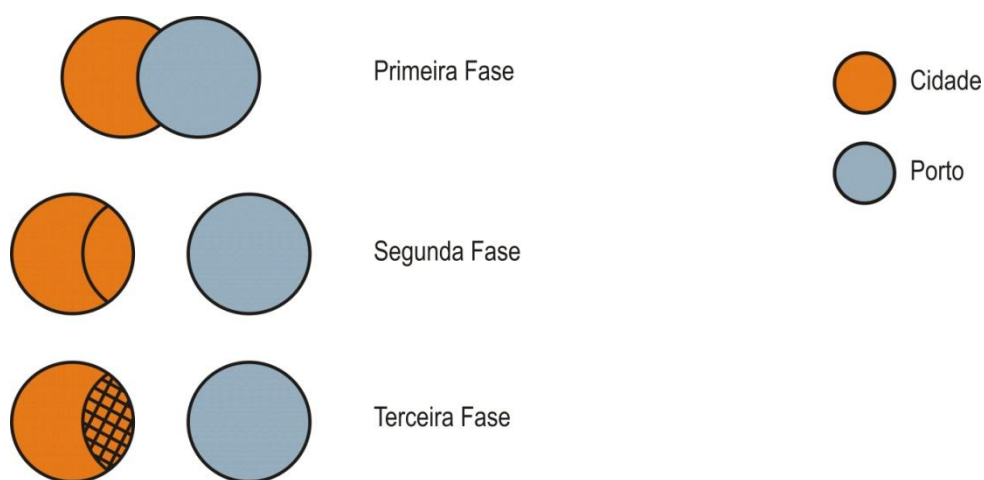 Primeira Fase
Cidade
Porto
Segunda Fase
Terceira Fase